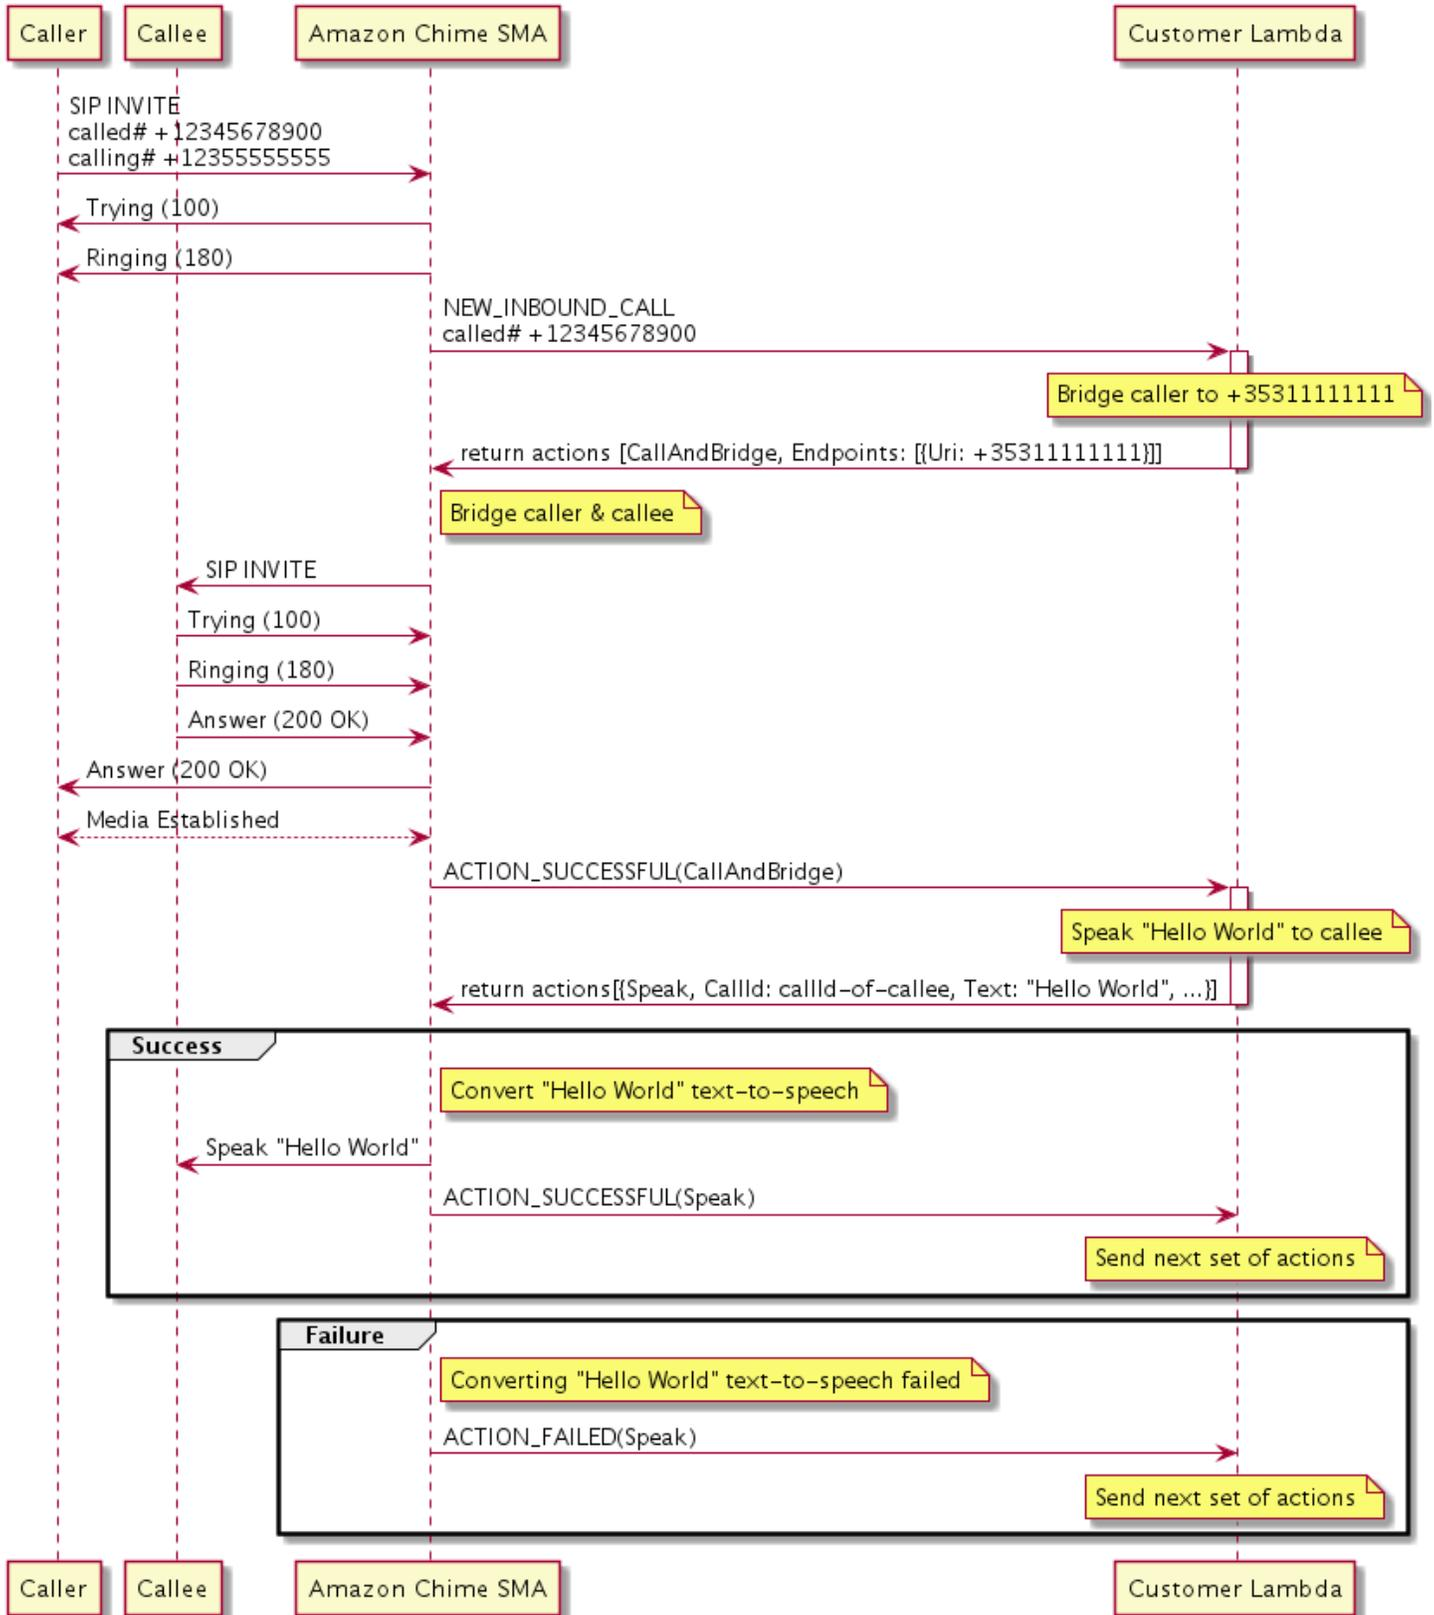 Caller
Callee
Amazon Chime SMA
Customer Lambda
SIP INVITE
called# +12345678900
calling# +12355555555
Trying (100)
Ringing (180)
NEW_INBOUND_CALL
called# +12345678900
Bridge caller to +35311111111
return actions [CallAndBridge, Endpoints: [{Uri: +35311111111}]]
Bridge caller & callee
SIP INVITE
Trying (100)
Ringing (180)
Answer (200 OK)
Answer (200 OK)
Media Established
ACTION_SUCCESSFUL(CallAndBridge)
Speak "Hello World" to callee
return actions[{Speak, CallId: callId-of-callee, Text: "Hello World", ...}]
Success
Convert "Hello World" text-to-speech
Speak "Hello World"
ACTION_SUCCESSFUL(Speak)
Send next set of actions
Failure
Converting "Hello World" text-to-speech failed
ACTION_FAILED(Speak)
Send next set of actions
Caller
Callee
Amazon Chime SMA
Customer Lambda